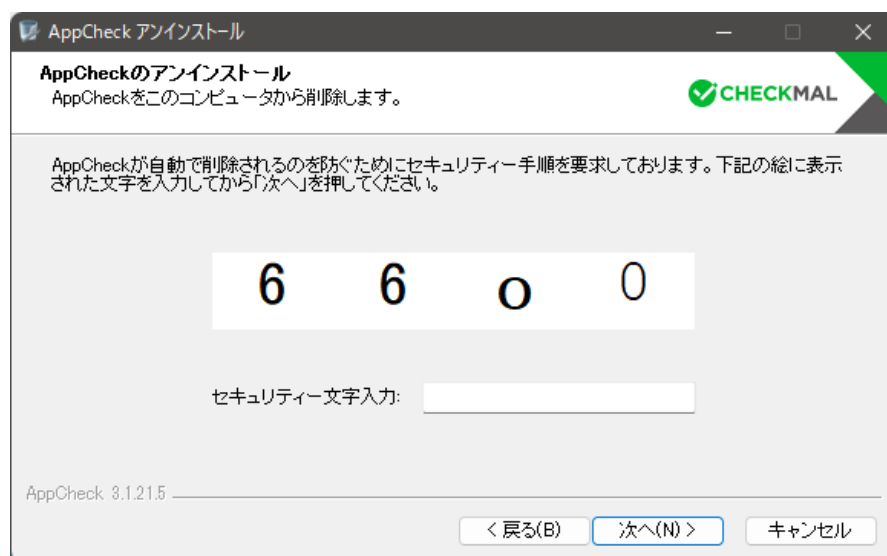 AppCheck アンインストール
AppCheckのアンインストール
AppCheckをこのコンピュータから削除します。
CHECKMAL
AppCheckが自動で削除されるのを防ぐためにセキュリティー手順を要求しております。下記の絵に表示
された文字を入力してから「次へ」を押してください。
6 6 o 0
セキュリティー文字入力:
AppCheck 3.1.21.5
< 戻る(B) 次へ(N) > キャンセル